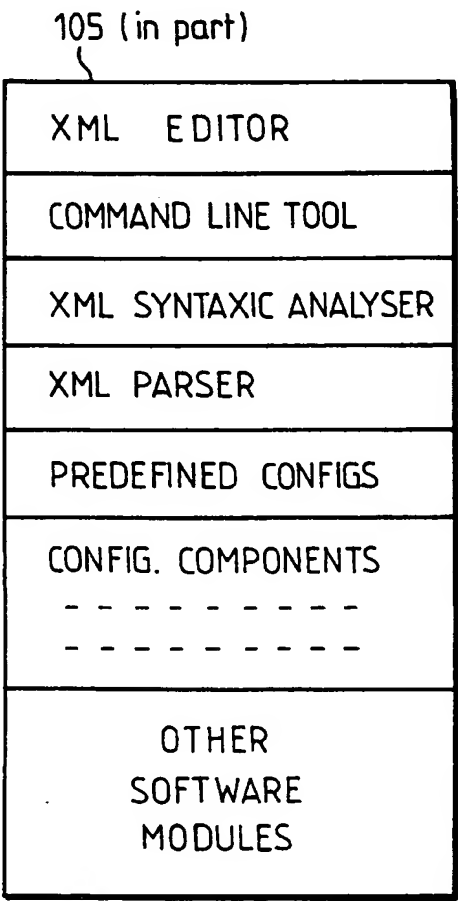 105 (in part)
XML EDITOR
COMMAND LINE TOOL
XML SYNTAXIC ANALYSER
XML PARSER
PREDEFINED CONFIGS
CONFIG. COMPONENTS
OTHER
SOFTWARE
MODULES